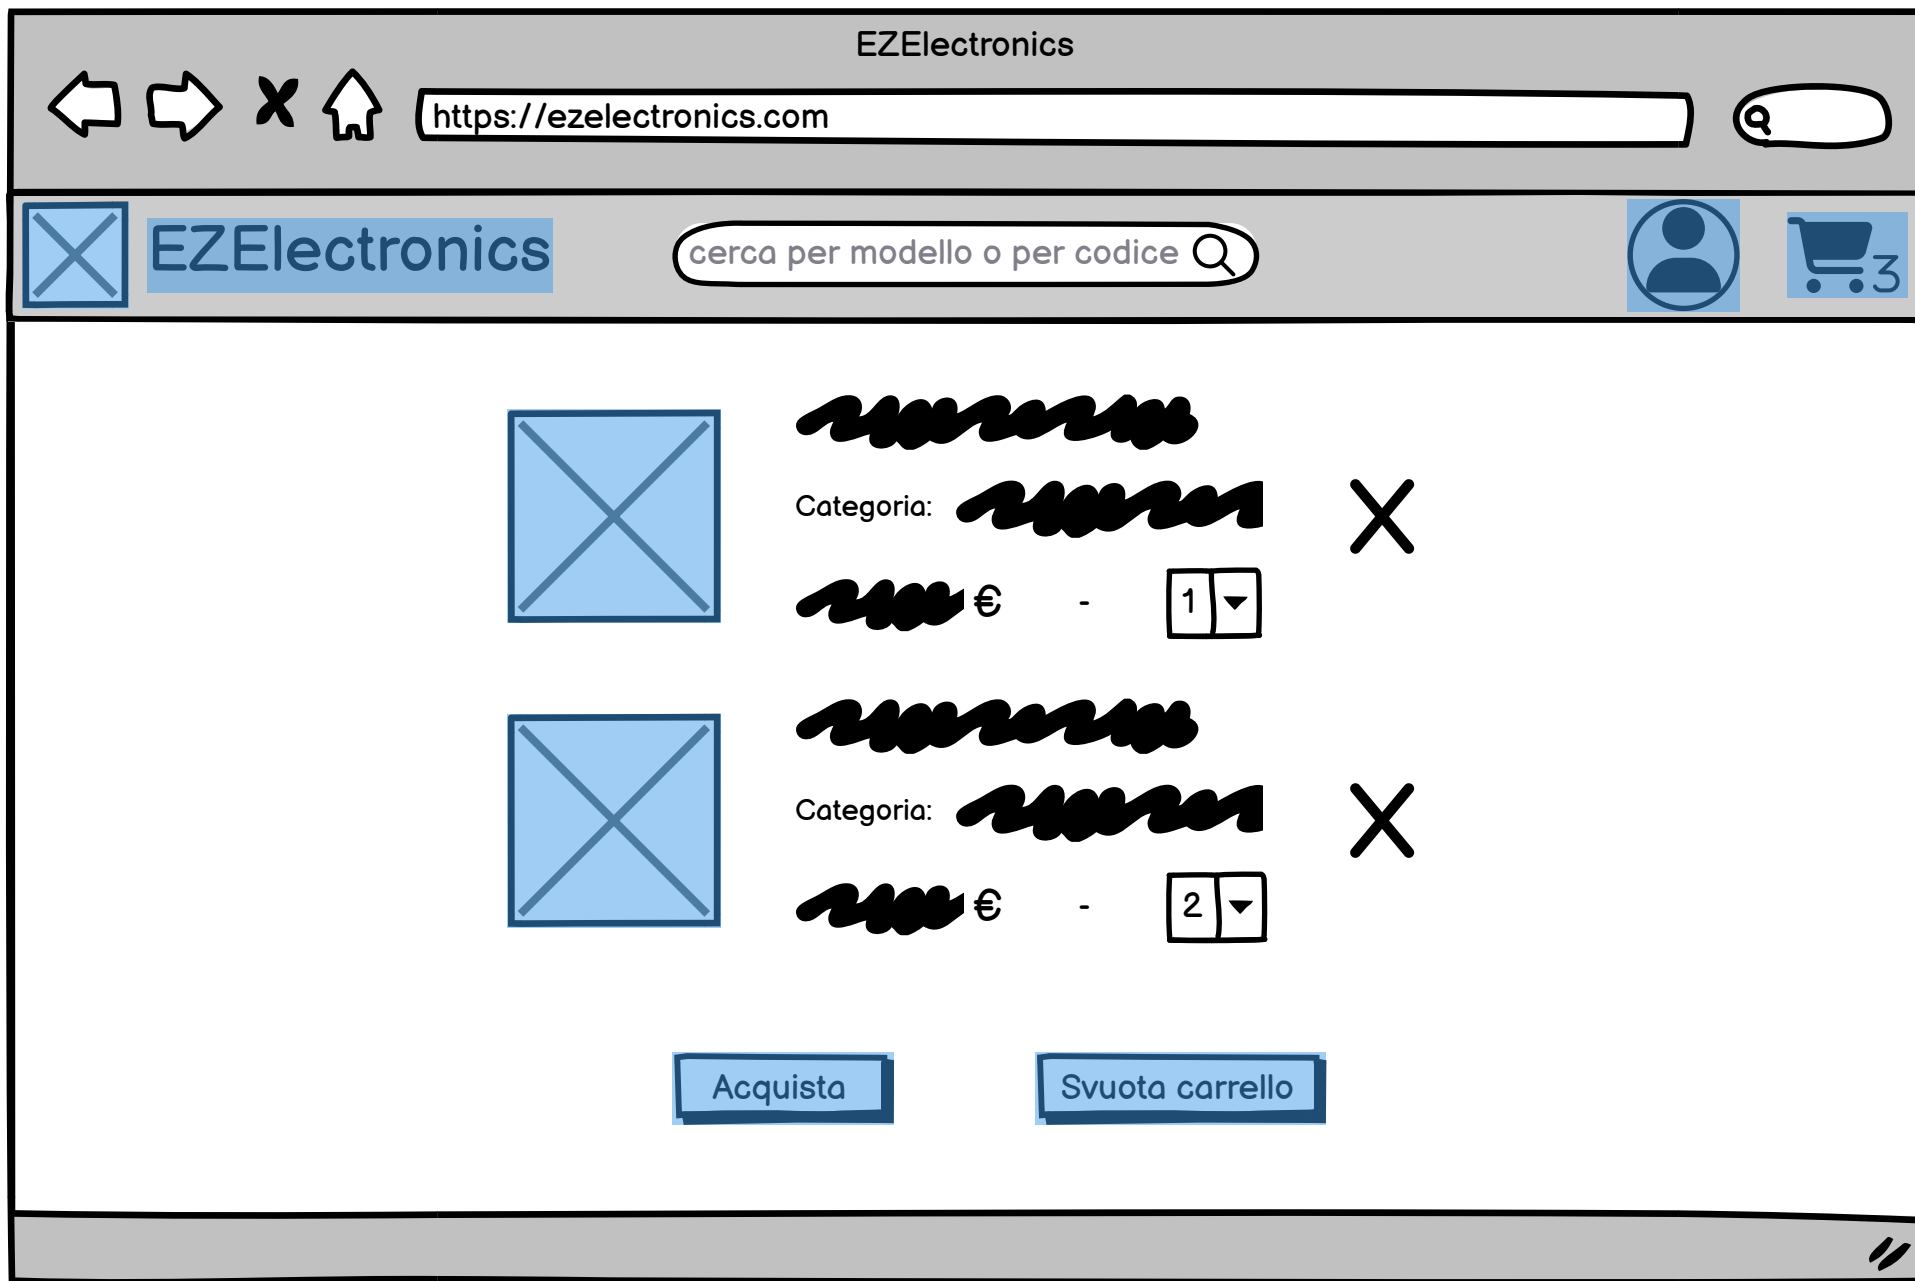 EZElectronics
https://ezelectronics.com
EZElectronics
cerca per modello o per codice
3
Categoria:
€ - 1
Categoria:
€ - 2
Acquista
Svuota carrello